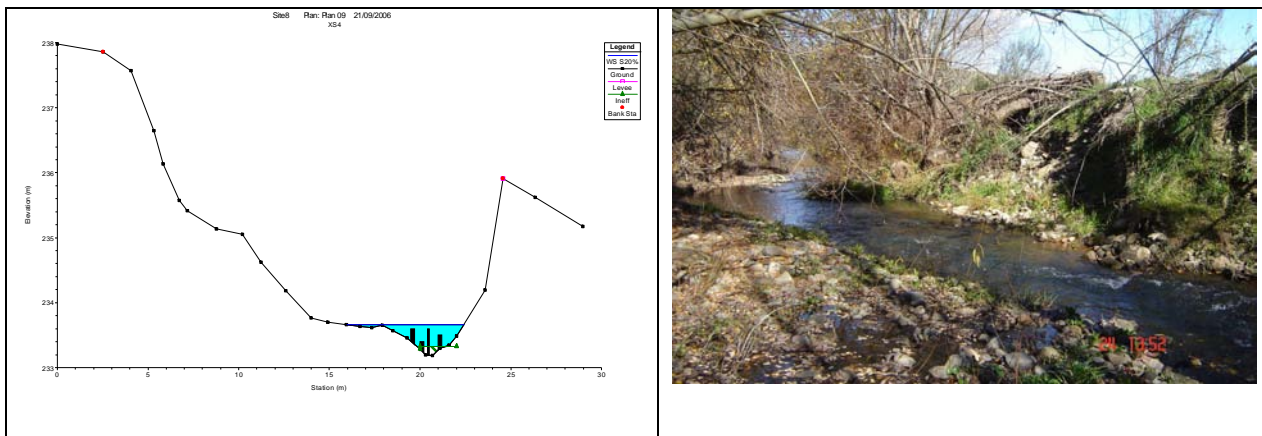 Site8 Plan: Plan 09 21/09/2006
XS4
Legend
WS S20%
Ground
Levee
Ineff
Bank Sta
238
237
236
235
234
233
Elevation (m)
0 5 10 15 20 25 30
Station (m)
24 13:52